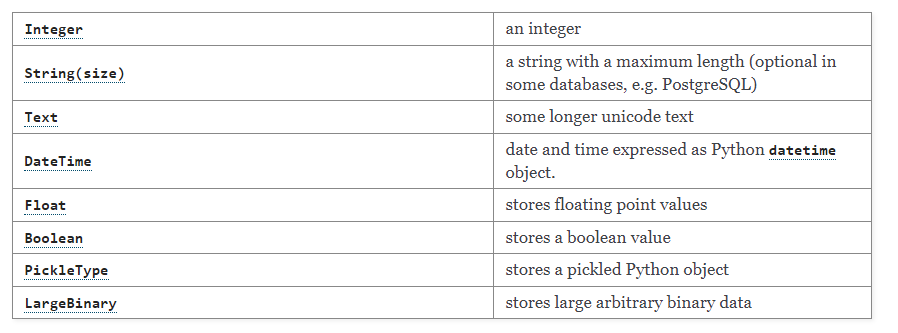 Integer an integer
String(size) a string with a maximum length (optional in
some databases, e.g. PostgreSQL)
Text some longer unicode text
DateTime date and time expressed as Python datetime
object.
Float stores floating point values
Boolean stores a boolean value
PickleType stores a pickled Python object
LargeBinary stores large arbitrary binary data